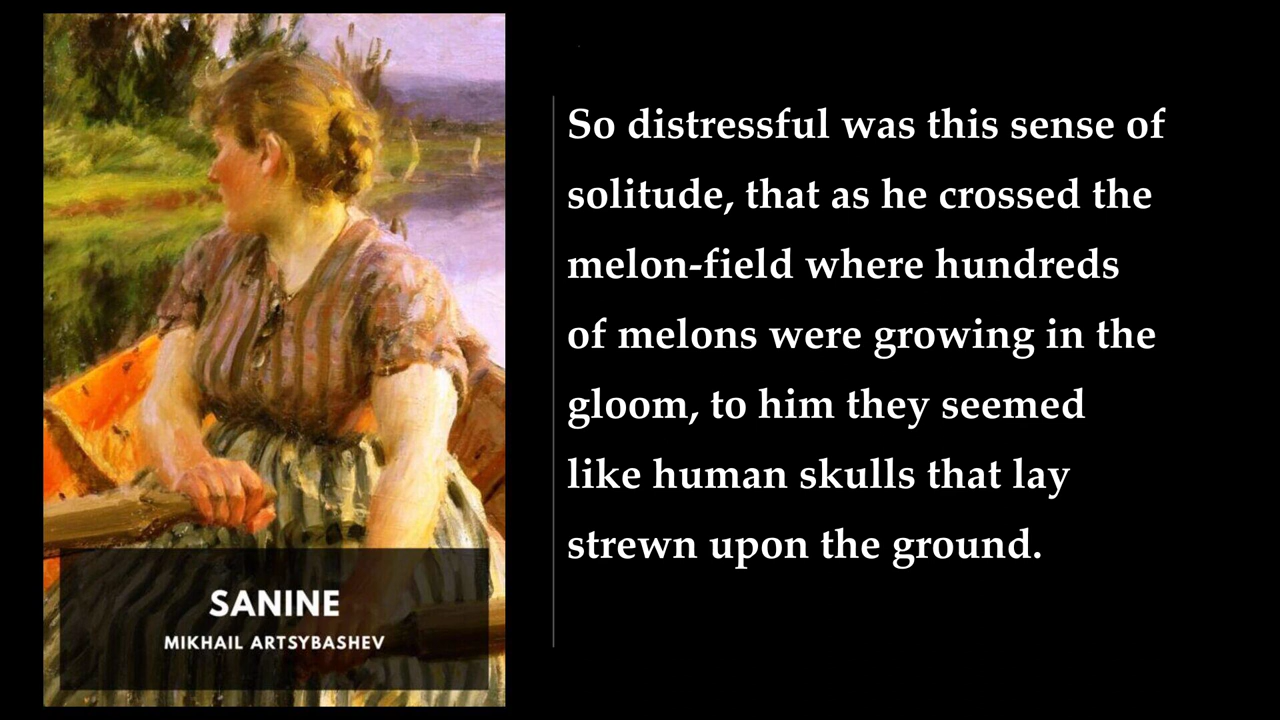 So distressful was this sense of
solitude, that as he crossed the
melon-field where hundreds
of melons were growing in the
gloom, to him they seemed
like human skulls that lay
strewn upon the ground.
SANINE
MIKHAIL ARTSYBASHEV